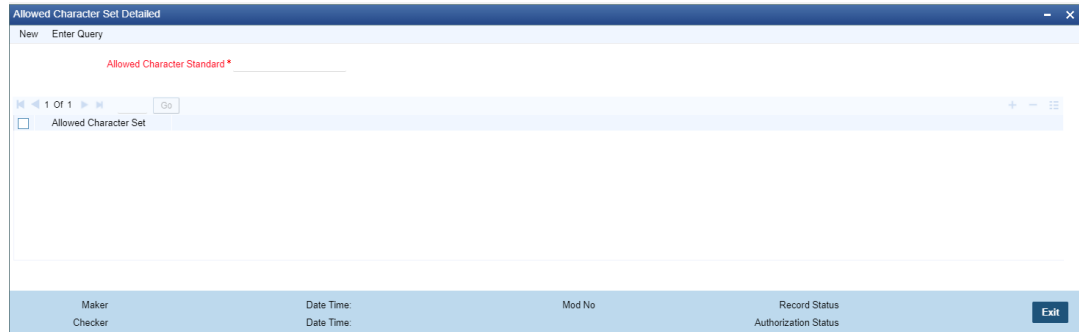 Allowed Character Set Detailed
New Enter Query
Allowed Character Standard *
1 Of 1 Go
Allowed Character Set
Maker Date Time: Mod No Record Status
Checker Date Time: Authorization Status
Exit